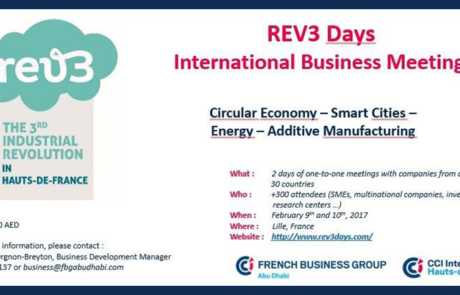 rev3
THE 3RD
INDUSTRIAL
REVOLUTION
IN
HAUTS-DE-FRANCE
REV3 Days
International Business Meeting
Circular Economy – Smart Cities –
Energy – Additive Manufacturing
What : 2 days of one-to-one meetings with companies from
30 countries
Who : +300 attendees (SMEs, multinational companies,
research centers ...)
When : February 9th and 10th, 2017
Where : Lille, France
Website : http://www.rev3days.com/
0 AED
information, please contact :
rgnon-Breyton, Business Development Manager
137 or business@fbgabudhabi.com
FRENCH BUSINESS GROUP
Abu Dhabi
CCI Inte
Hauts-d